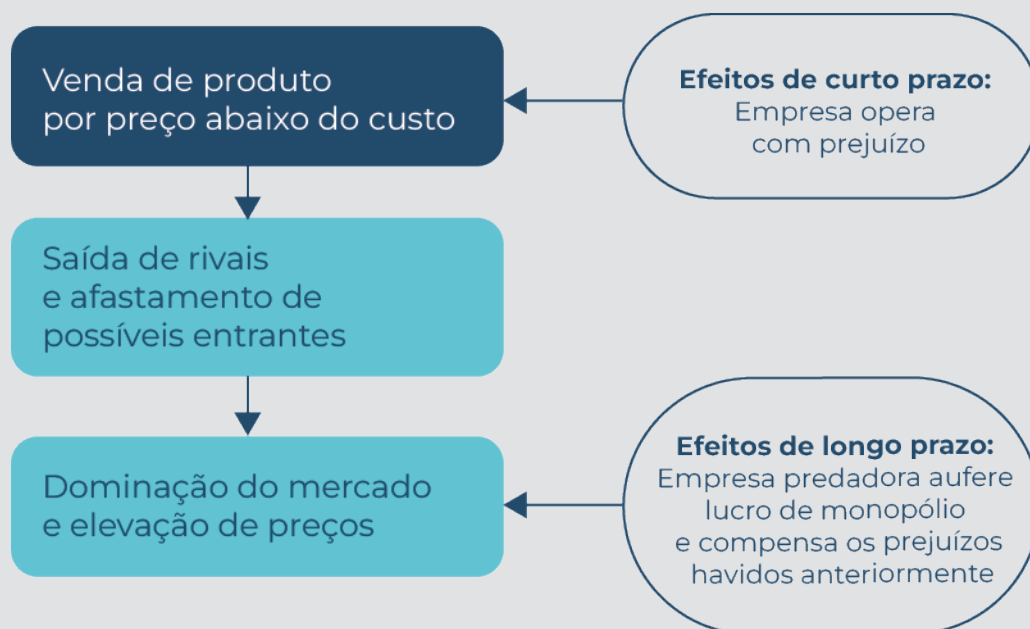 Venda de produto
por preço abaixo do custo
Efeitos de curto prazo:
Empresa opera
com prejuízo
Saída de rivais
e afastamento de
possíveis entrantes
Dominação do mercado
e elevação de preços
Efeitos de longo prazo:
Empresa predadora aufere
lucro de monopólio
e compensa os prejuízos
havidos anteriormente